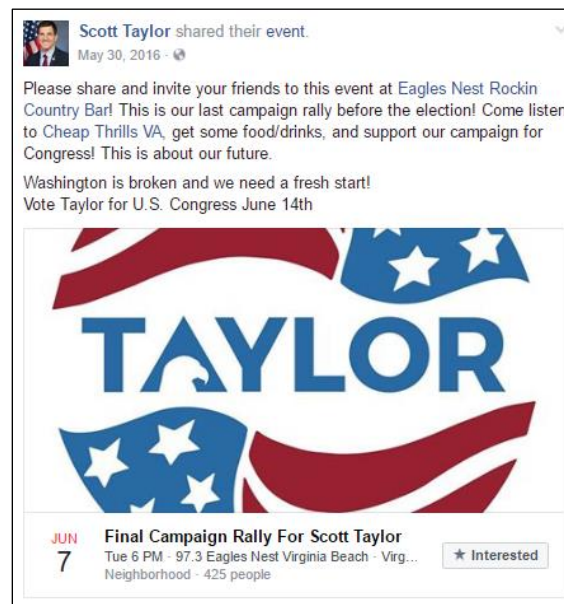 Scott Taylor shared their event.
May 30, 2016 ·
Please share and invite your friends to this event at Eagles Nest Rockin
Country Bar! This is our last campaign rally before the election! Come listen
to Cheap Thrills VA, get some food/drinks, and support our campaign for
Congress! This is about our future.
Washington is broken and we need a fresh start!
Vote Taylor for U.S. Congress June 14th
TAYLOR
JUN
7
Final Campaign Rally For Scott Taylor
Tue 6 PM · 97.3 Eagles Nest Virginia Beach · Virg...
Neighborhood · 425 people
★ Interested